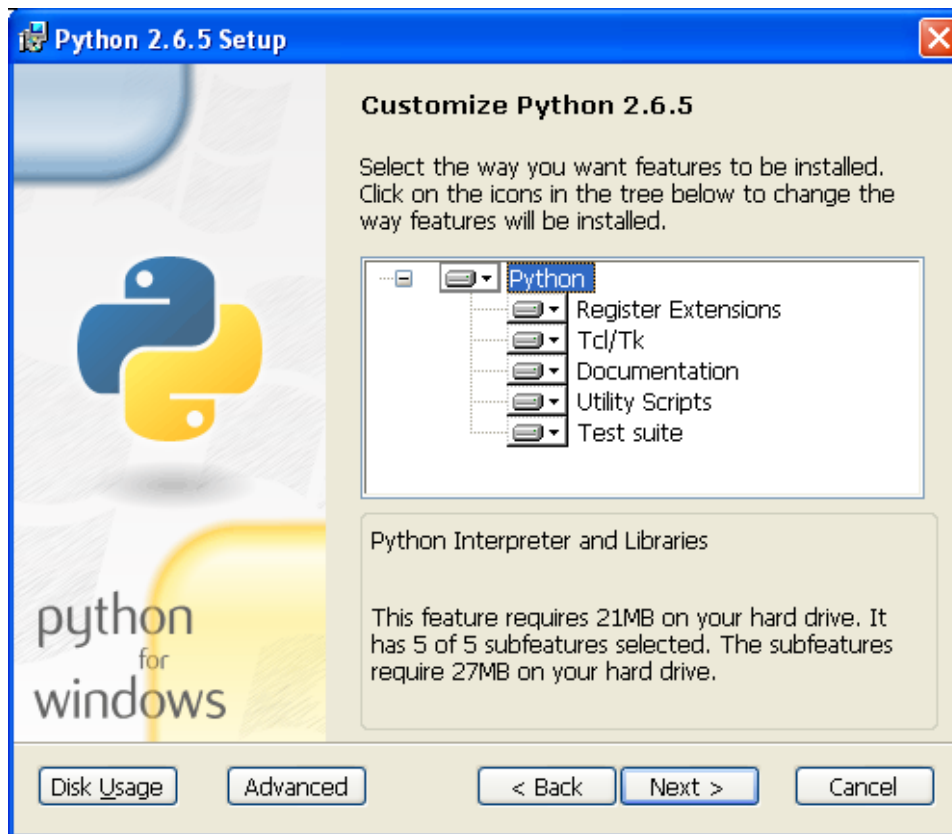 Python 2.6.5 Setup
Customize Python 2.6.5
Select the way you want features to be installed.
Click on the icons in the tree below to change the
way features will be installed.
Python
Register Extensions
Tcl/Tk
Documentation
Utility Scripts
Test suite
Python Interpreter and Libraries
This feature requires 21MB on your hard drive. It
has 5 of 5 subfeatures selected. The subfeatures
require 27MB on your hard drive.
python
for
windows
Disk Usage
Advanced
< Back
Next >
Cancel